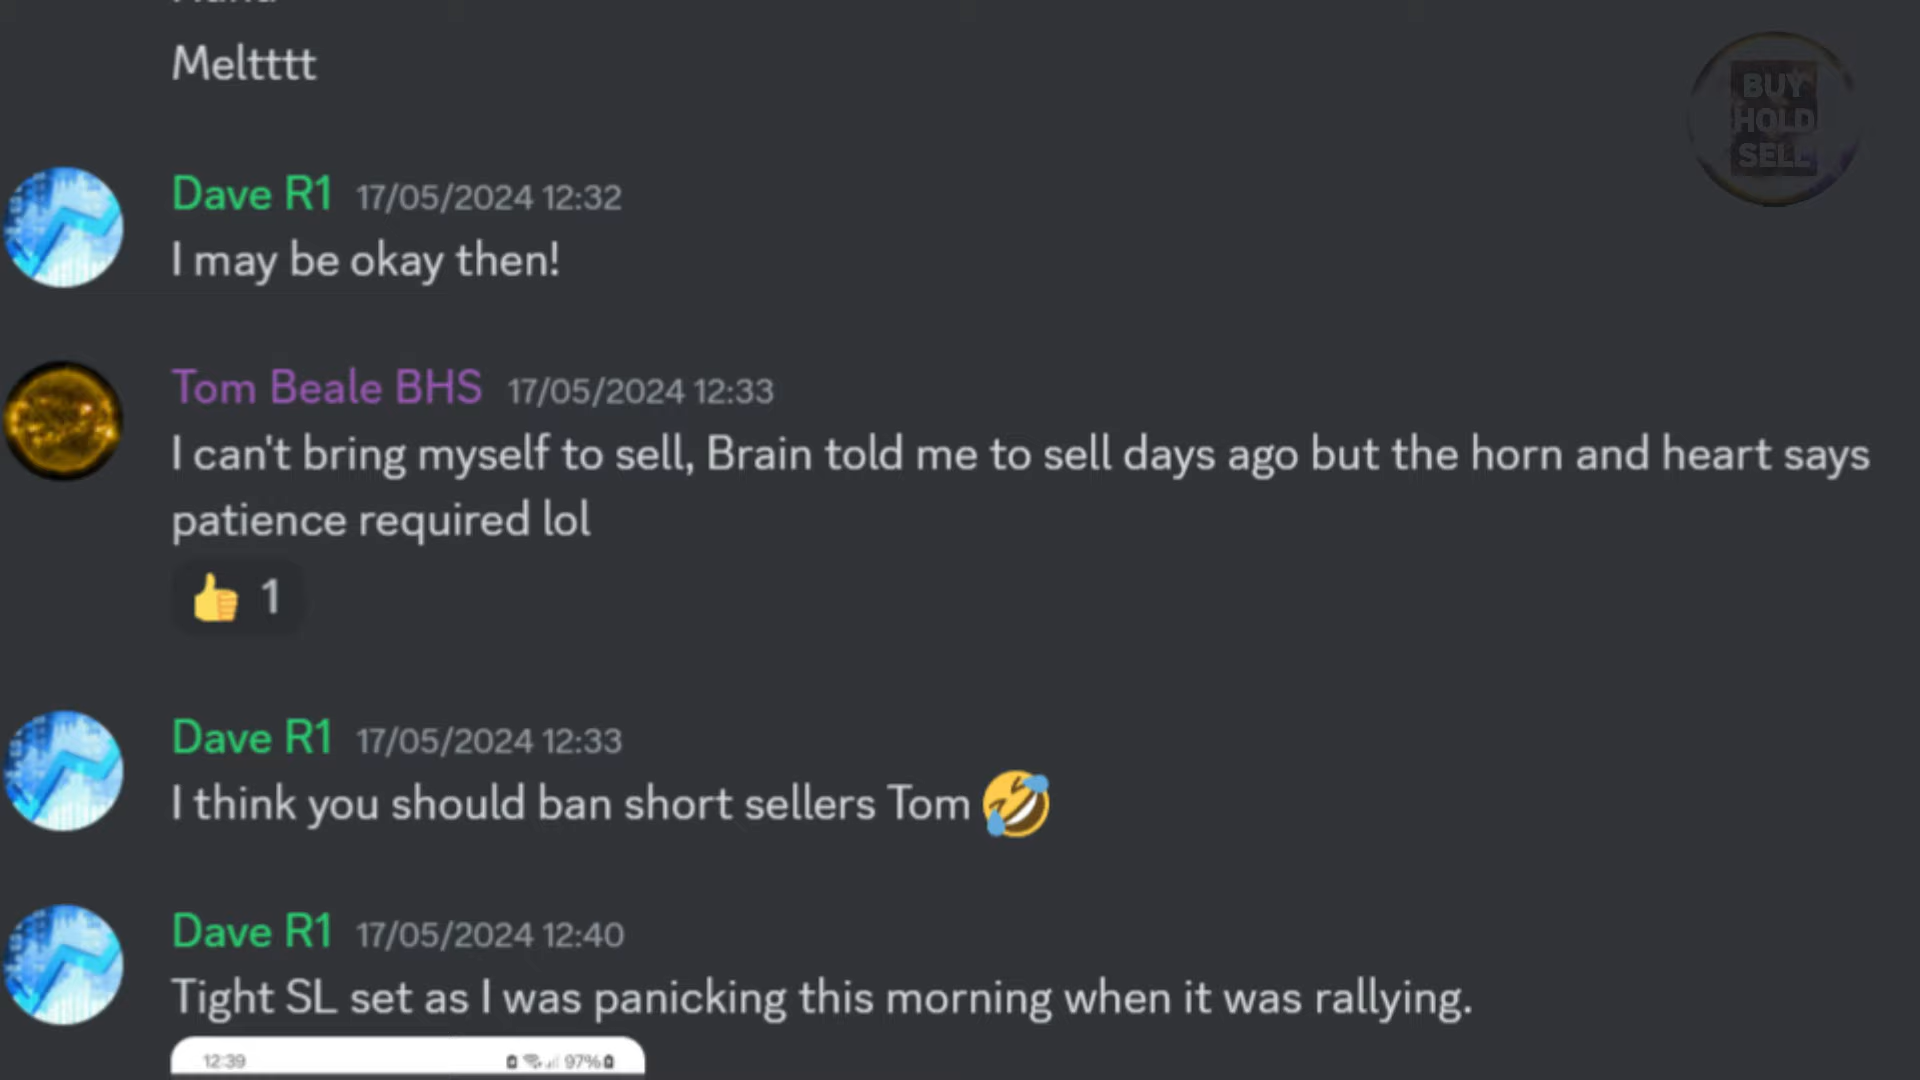 Meltttt
BUY
HOLD
SELL
Dave R1 17/05/2024 12:32
I may be okay then!
Tom Beale BHS 17/05/2024 12:33
I can't bring myself to sell, Brain told me to sell days ago but the horn and heart says
patience required lol
👍 1
Dave R1 17/05/2024 12:33
I think you should ban short sellers Tom 🤣
Dave R1 17/05/2024 12:40
Tight SL set as I was panicking this morning when it was rallying.
12:39 97%